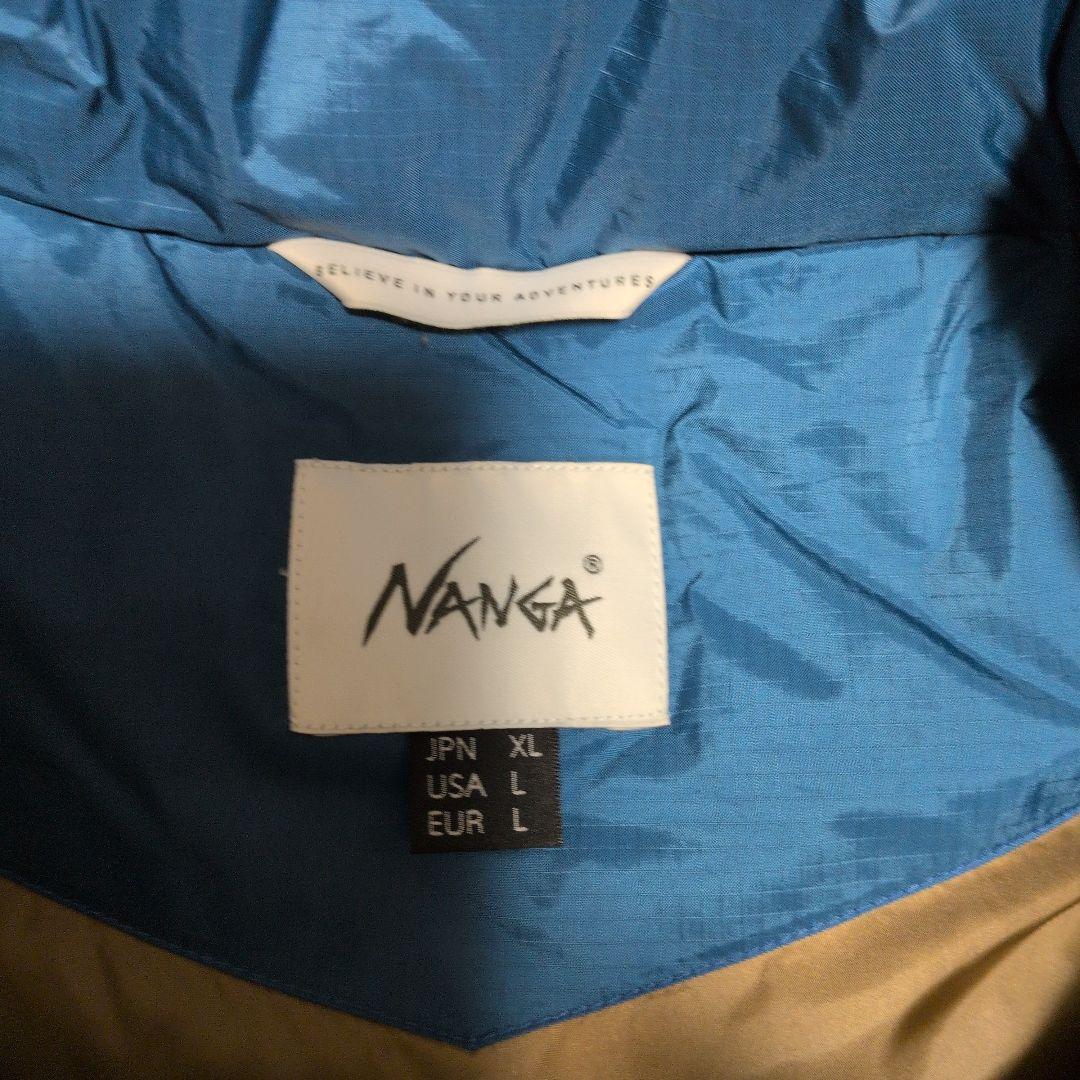 BELIEVE IN YOUR ADVENTURES
NANGA®
JPN XL
USA L
EUR L